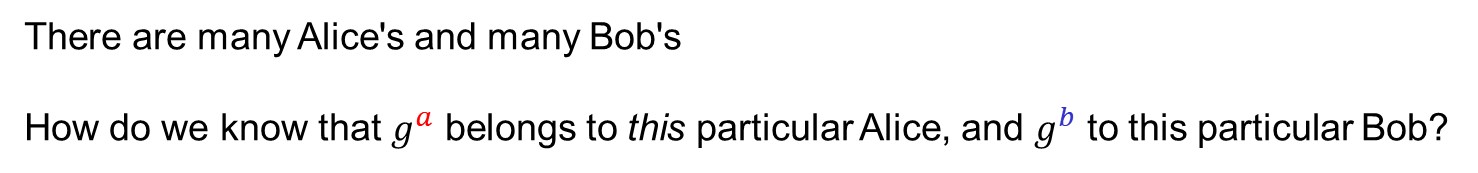 There are many Alice's and many Bob's
How do we know that g^a belongs to this particular Alice, and g^b to this particular Bob?